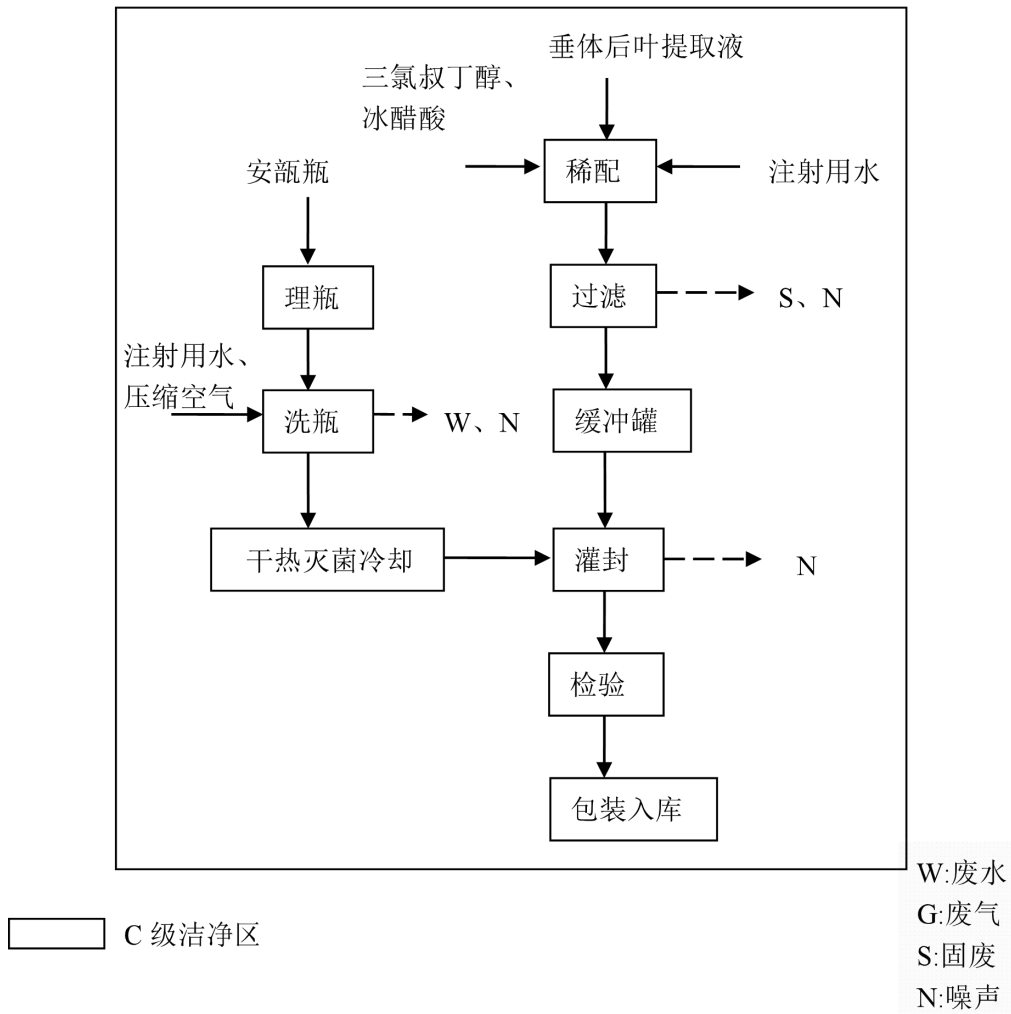 垂体后叶提取液
三氯叔丁醇、
冰醋酸
稀配
注射用水
安瓿瓶
理瓶
过滤
S、N
注射用水、
压缩空气
洗瓶
W、N
缓冲罐
干热灭菌冷却
灌封
N
检验
包装入库
W:废水
G:废气
S:固废
N:噪声
C 级洁净区